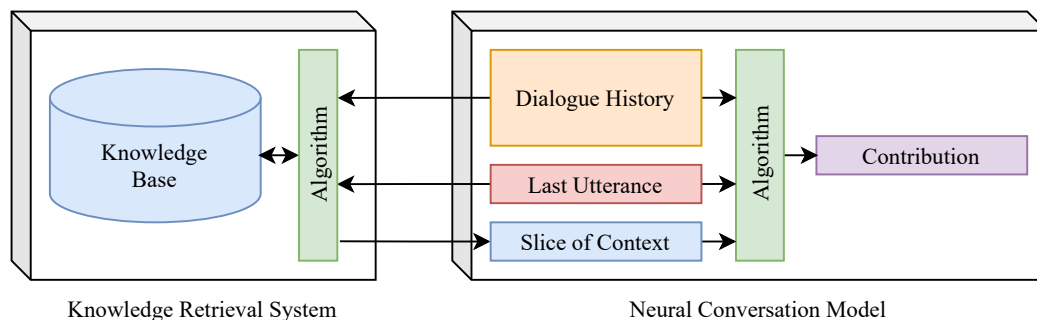 Knowledge
Base
Algorithm
Dialogue History
Last Utterance
Slice of Context
Algorithm
Contribution
Knowledge Retrieval System
Neural Conversation Model